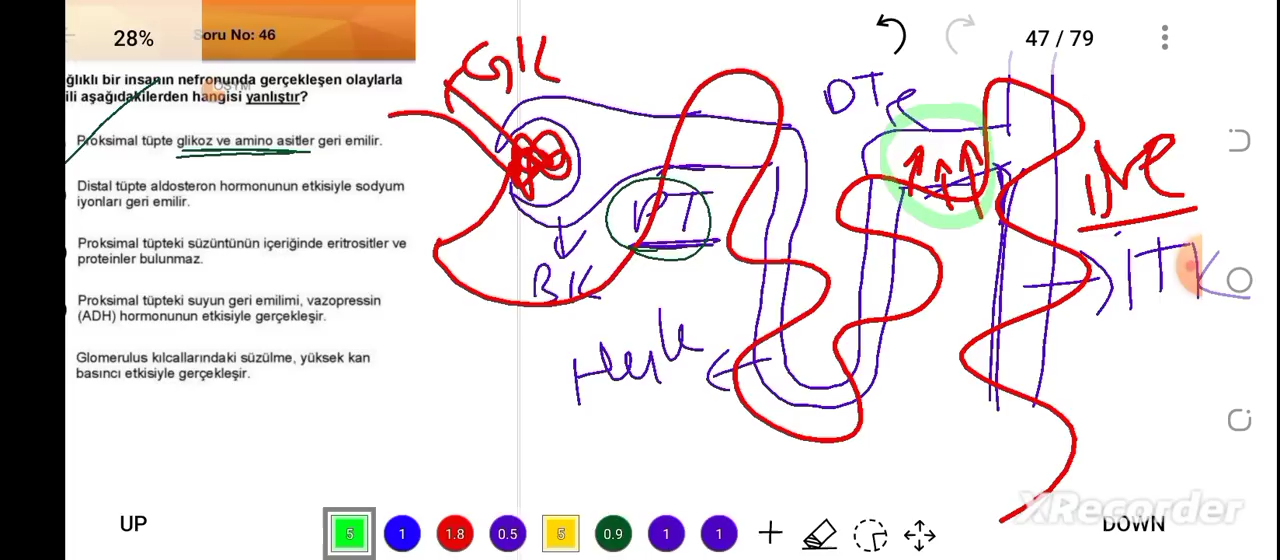 28%
oru No: 46
47 / 79
ÖSYM
ğlıklı bir insanın nefronunda gerçekleşen olaylarla
ili aşağıdakilerden hangisi yanlıştır?
Proksimal tüpte glikoz ve amino asitler geri emilir.
Distal tüpte aldosteron hormonunun etkisiyle sodyum
iyonları geri emilir.
Proksimal tüpteki süzüntünün içeriğinde eritrositler ve
proteinler bulunmaz.
Proksimal tüpteki suyun geri emilimi, vazopressin
(ADH) hormonunun etkisiyle gerçekleşir.
Glomerulus kılcallarındaki süzülme, yüksek kan
basıncı etkisiyle gerçekleşir.
GK
DT
PT
BK
Henle
İTK
UP
5
1
1.8
0.5
5
0.9
1
1
DOWN
XRecorder